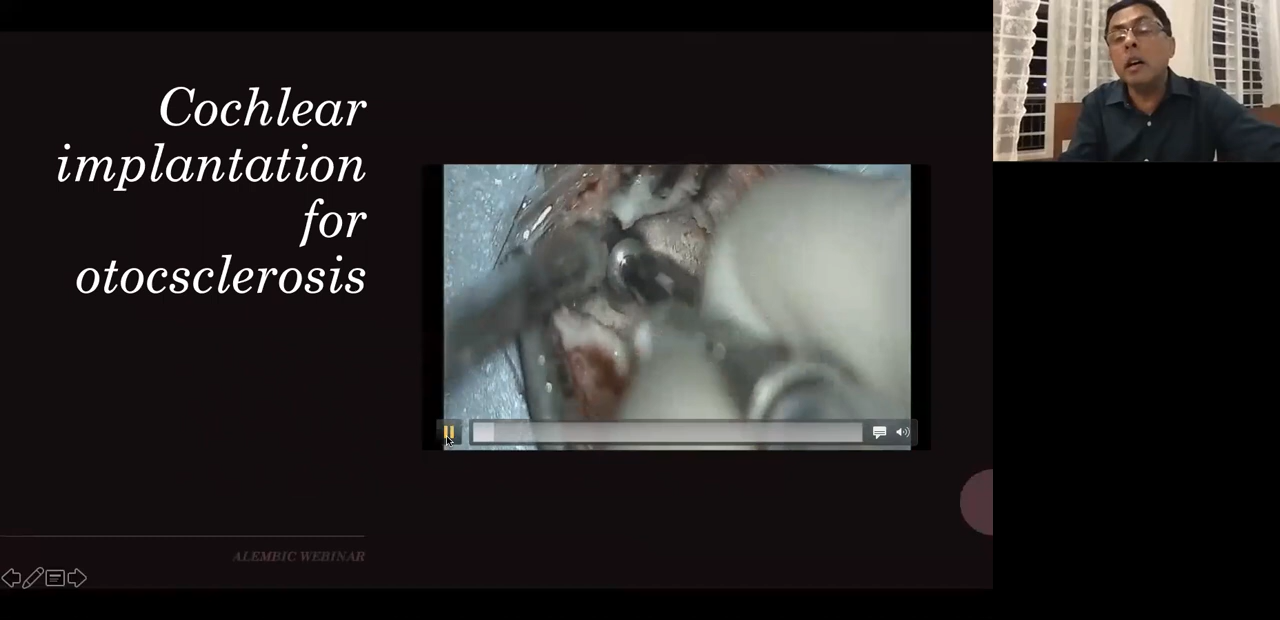 Cochlear
implantation
for
otocsclerosis
ALEMBIC WEBINAR